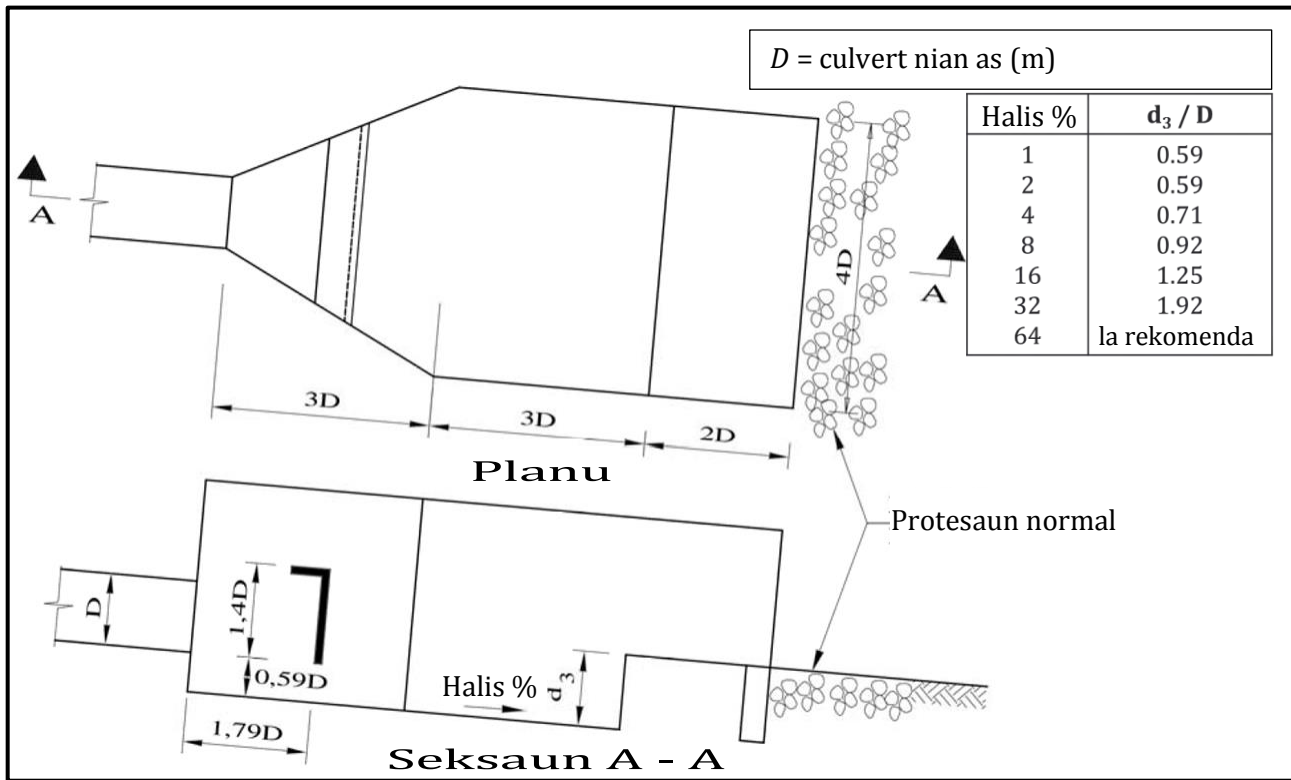 D = culvert nian as (m)
Halis % d₃ / D
1 0.59
2 0.59
4 0.71
8 0.92
16 1.25
32 1.92
64 la rekomenda
A
A
4D
3D
3D
2D
Planu
Protesaun normal
D
1,4D
0,59D
1,79D
Halis %
d₃
Seksaun A - A